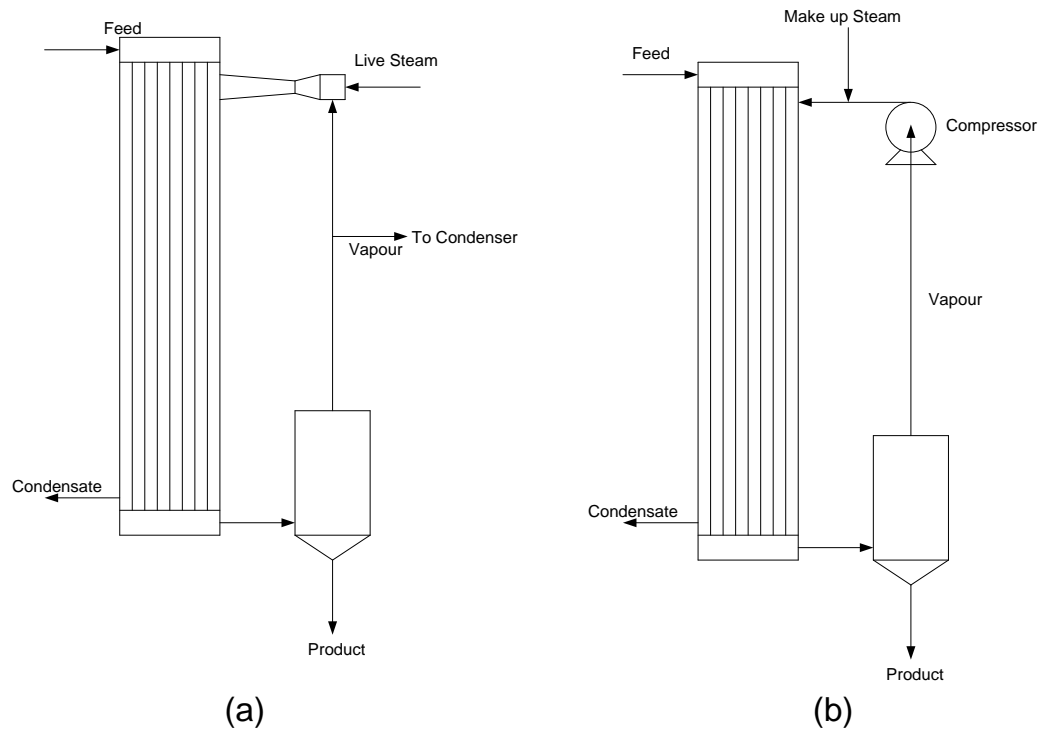 Feed
Live Steam
To Condenser
Vapour
Condensate
Product
(a)
Make up Steam
Feed
Compressor
Vapour
Condensate
Product
(b)